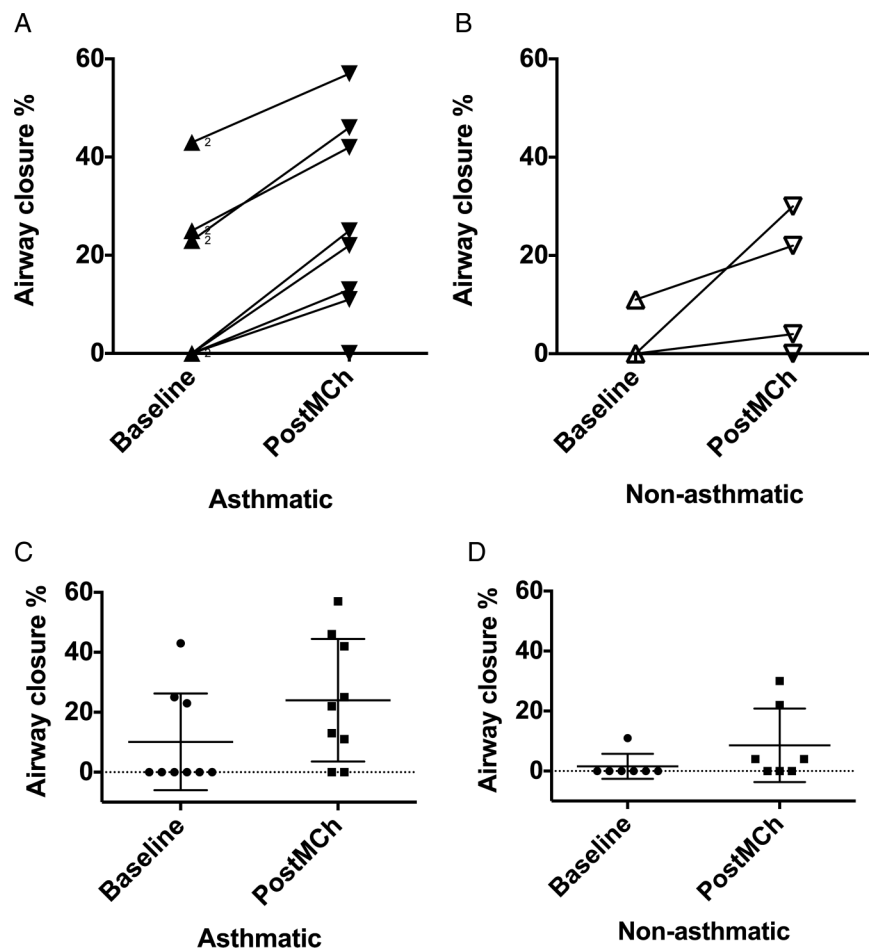 A
Airway closure %
60
40
20
0
2
2
2
2
Baseline
PostMCh
Asthmatic
B
Airway closure %
60
40
20
0
Baseline
PostMCh
Non-asthmatic
C
Airway closure %
60
40
20
0
Baseline
PostMCh
Asthmatic
D
Airway closure %
60
40
20
0
Baseline
PostMCh
Non-asthmatic